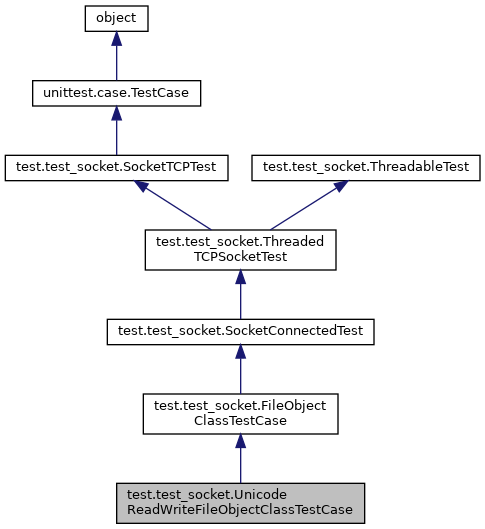 object
unittest.case.TestCase
test.test_socket.SocketTCPTest
test.test_socket.ThreadableTest
test.test_socket.Threaded
TCPSocketTest
test.test_socket.SocketConnectedTest
test.test_socket.FileObject
ClassTestCase
test.test_socket.Unicode
ReadWriteFileObjectClassTestCase